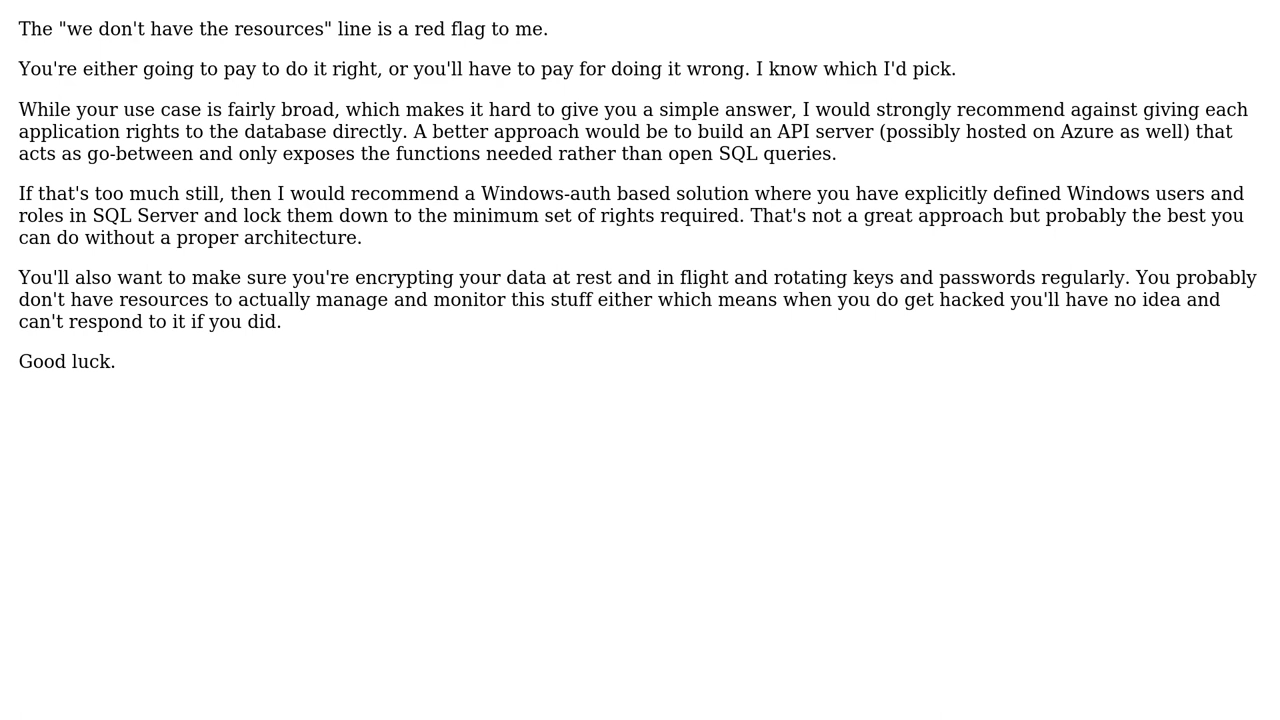 The "we don't have the resources" line is a red flag to me.
You're either going to pay to do it right, or you'll have to pay for doing it wrong. I know which I'd pick.
While your use case is fairly broad, which makes it hard to give you a simple answer, I would strongly recommend against giving each
application rights to the database directly. A better approach would be to build an API server (possibly hosted on Azure as well) that
acts as go-between and only exposes the functions needed rather than open SQL queries.
If that's too much still, then I would recommend a Windows-auth based solution where you have explicitly defined Windows users and
roles in SQL Server and lock them down to the minimum set of rights required. That's not a great approach but probably the best you
can do without a proper architecture.
You'll also want to make sure you're encrypting your data at rest and in flight and rotating keys and passwords regularly. You probably
don't have resources to actually manage and monitor this stuff either which means when you do get hacked you'll have no idea and
can't respond to it if you did.
Good luck.